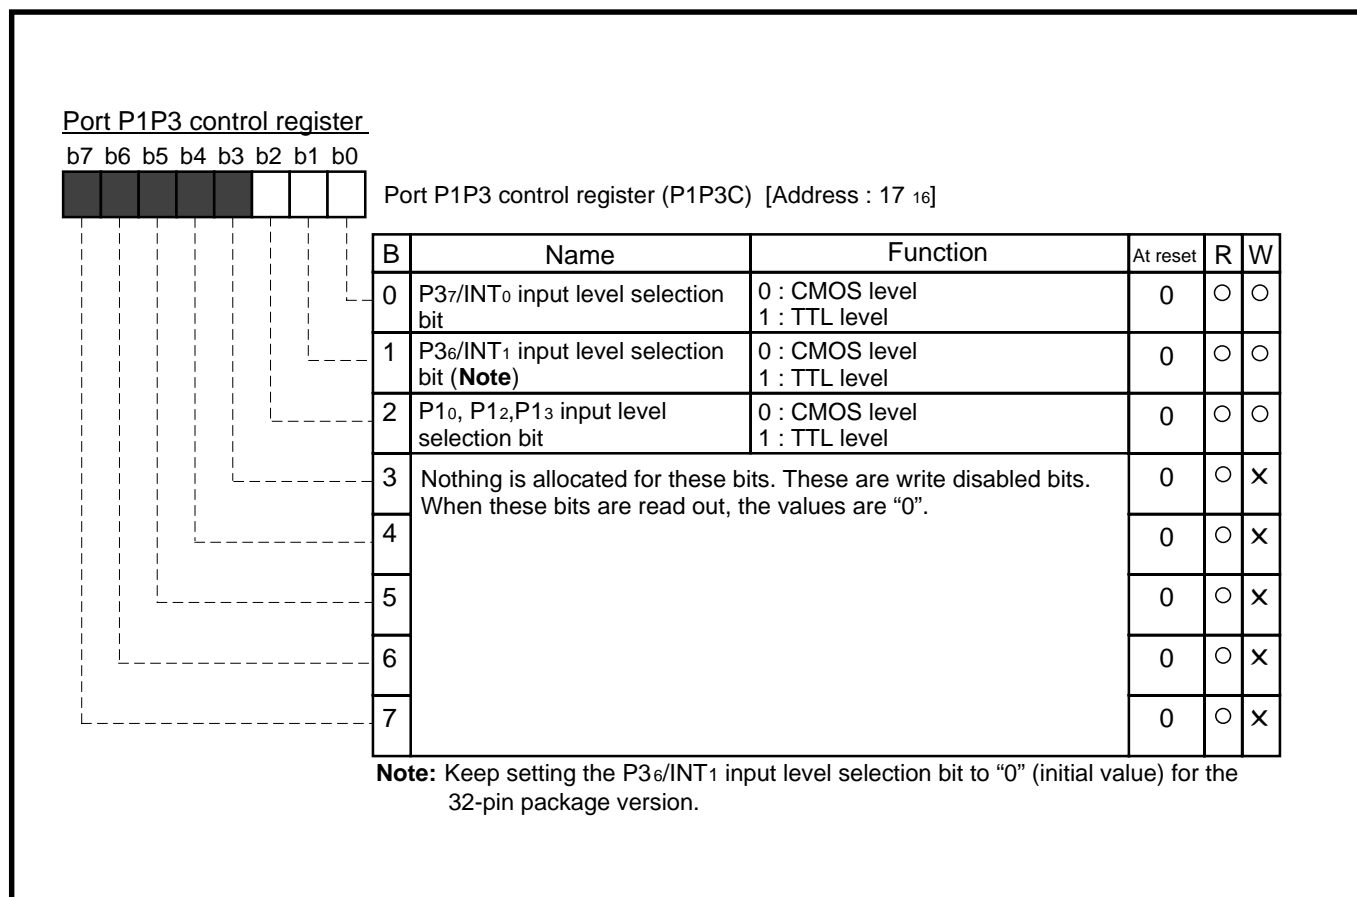 Port P1P3 control register
b7 b6 b5 b4 b3 b2 b1 b0
Port P1P3 control register (P1P3C) [Address : 17 16]
B Name Function At reset R W
0 P37/INT0 input level selection bit 0 : CMOS level 1 : TTL level 0 ○ ○
1 P36/INT1 input level selection bit (Note) 0 : CMOS level 1 : TTL level 0 ○ ○
2 P10, P12,P13 input level selection bit 0 : CMOS level 1 : TTL level 0 ○ ○
3 Nothing is allocated for these bits. These are write disabled bits. When these bits are read out, the values are “0”. 0 ○ ×
4 0 ○ ×
5 0 ○ ×
6 0 ○ ×
7 0 ○ ×
Note: Keep setting the P36/INT1 input level selection bit to “0” (initial value) for the
32-pin package version.